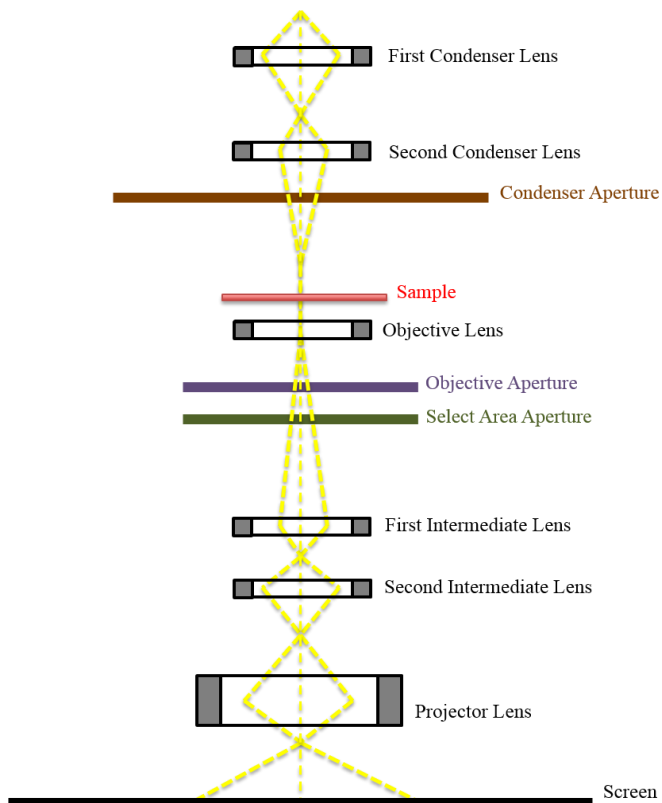 First Condenser Lens
Second Condenser Lens
Condenser Aperture
Sample
Objective Lens
Objective Aperture
Select Area Aperture
First Intermediate Lens
Second Intermediate Lens
Projector Lens
Screen